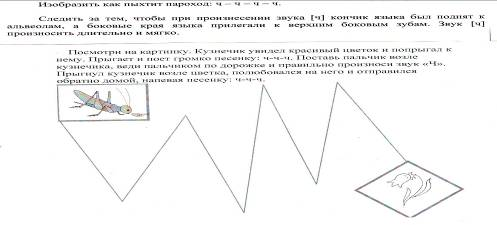 Изобразить как пыхтит пароход: ч – ч – ч – ч.
Следить за тем, чтобы при произнесении звука [ч] кончик языка был поднят к
альвеолам, а боковые края языка прилегали к верхним боковым зубам. Звук [ч]
произносить длительно и мягко.
Посмотри на картинку. Кузнечик увидел красивый цветок и попрыгал к
нему. Прыгает и поет громко песенку: ч-ч-ч. Поставь пальчик возле
кузнечика, веди пальчиком по дорожке и правильно произноси звук «Ч».
Прыгнул кузнечик возле цветка, полюбовался на него и отправился
обратно домой, напевая песенку: ч-ч-ч.